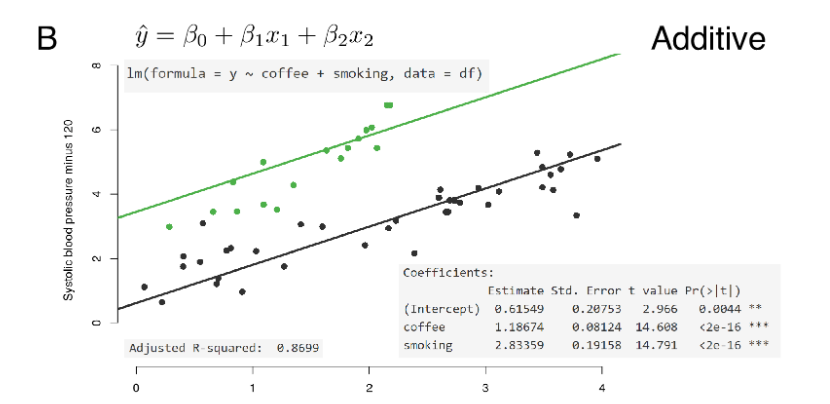 B
ŷ = β₀ + β₁x₁ + β₂x₂
Additive
lm(formula = y ~ coffee + smoking, data = df)
Systolic blood pressure minus 120
8
6
4
2
0
Coefficients:
Estimate Std. Error t value Pr(>|t|)
(Intercept) 0.61549 0.20753 2.966 0.0044 **
coffee 1.18674 0.08124 14.608 <2e-16 ***
smoking 2.83359 0.19158 14.791 <2e-16 ***
Adjusted R-squared: 0.8699
0 1 2 3 4